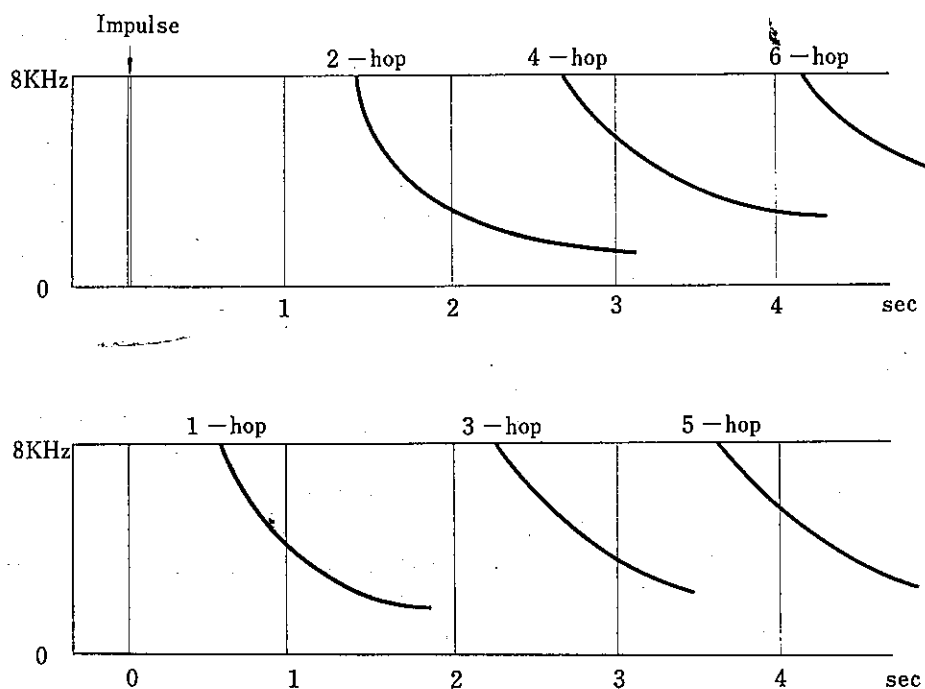 Impulse
2 —hop 4 —hop 6 —hop
8KHz
0
1 2 3 4 sec
1 —hop 3 —hop 5 —hop
8KHz
0
0 1 2 3 4 sec